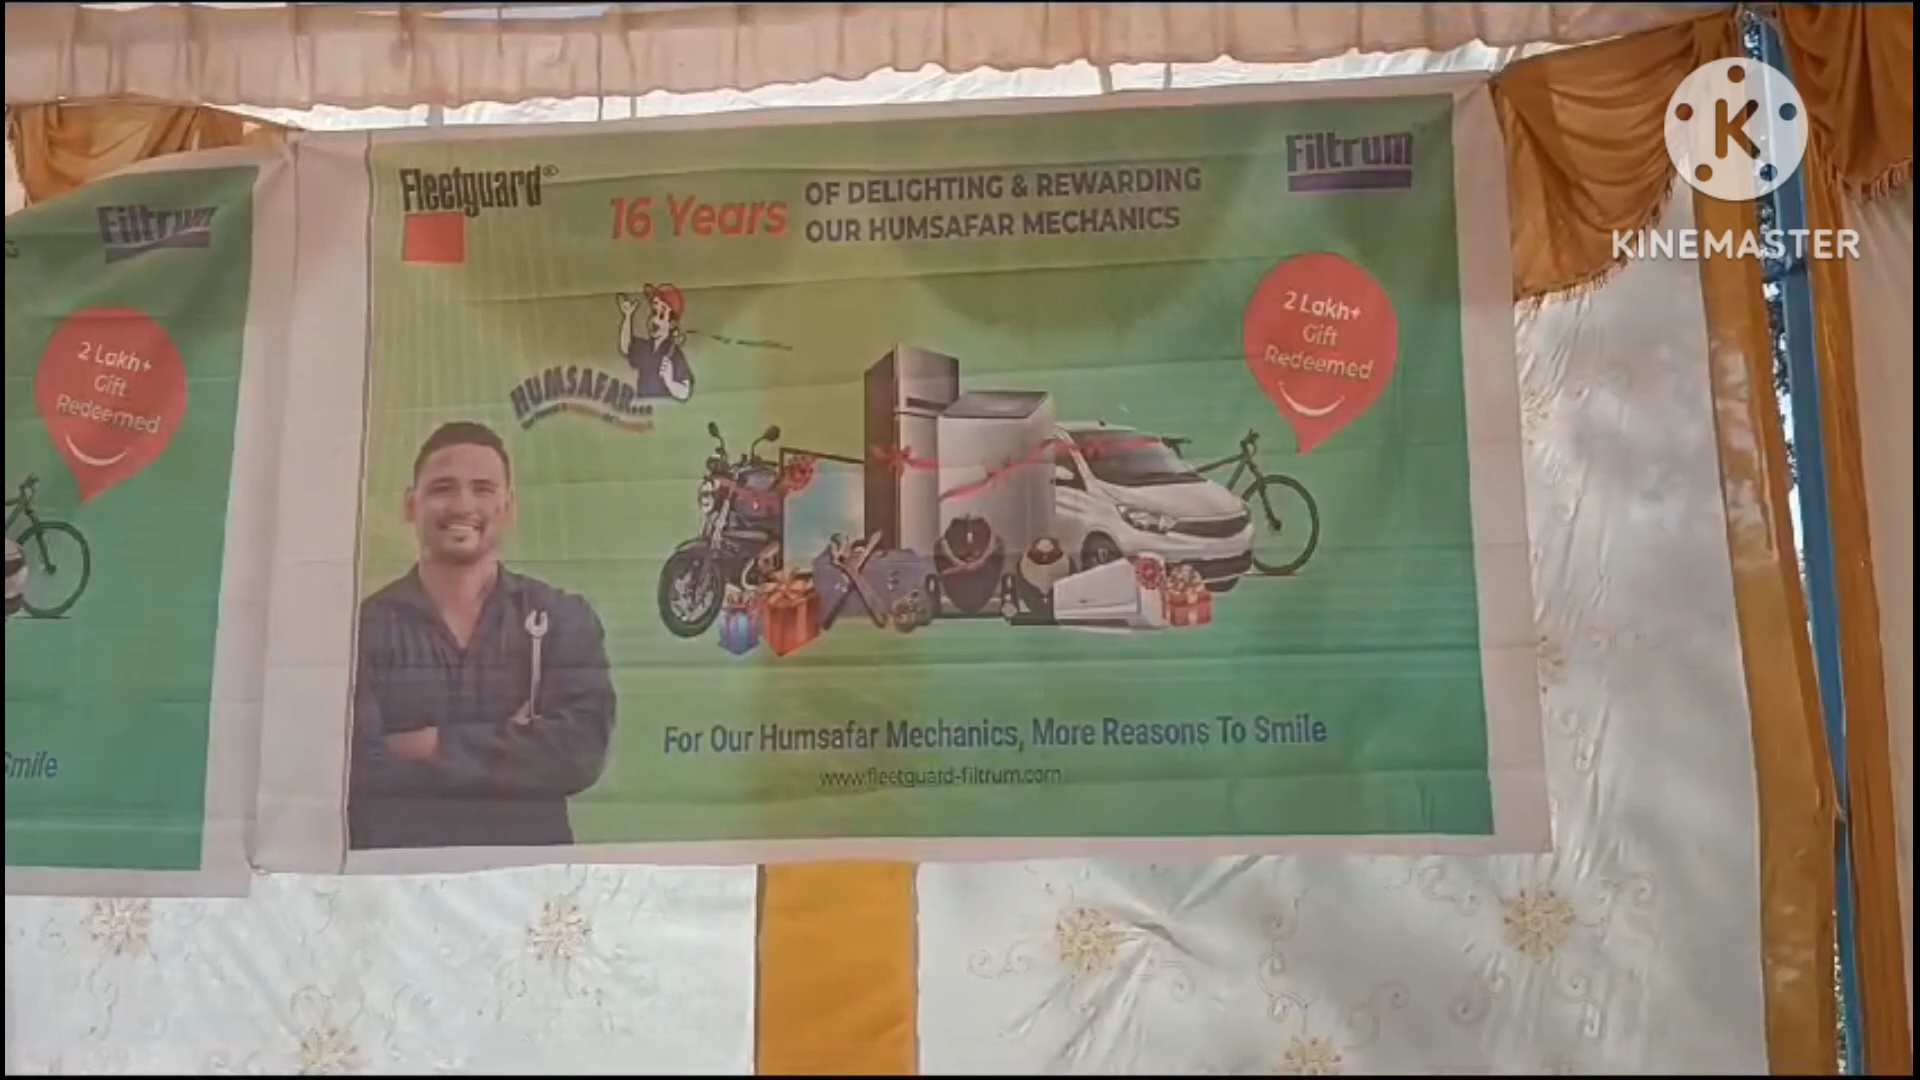 Fleetguard®
16 Years
OF DELIGHTING & REWARDING
OUR HUMSAFAR MECHANICS
Filtrum
K
KINEMASTER
Filtrum
2 Lakh+
Gift
Redeemed
2 Lakh+
Gift
Redeemed
HUMSAFAR...
For Our Humsafar Mechanics, More Reasons To Smile
www.fleetguard-filtrum.com
Smile